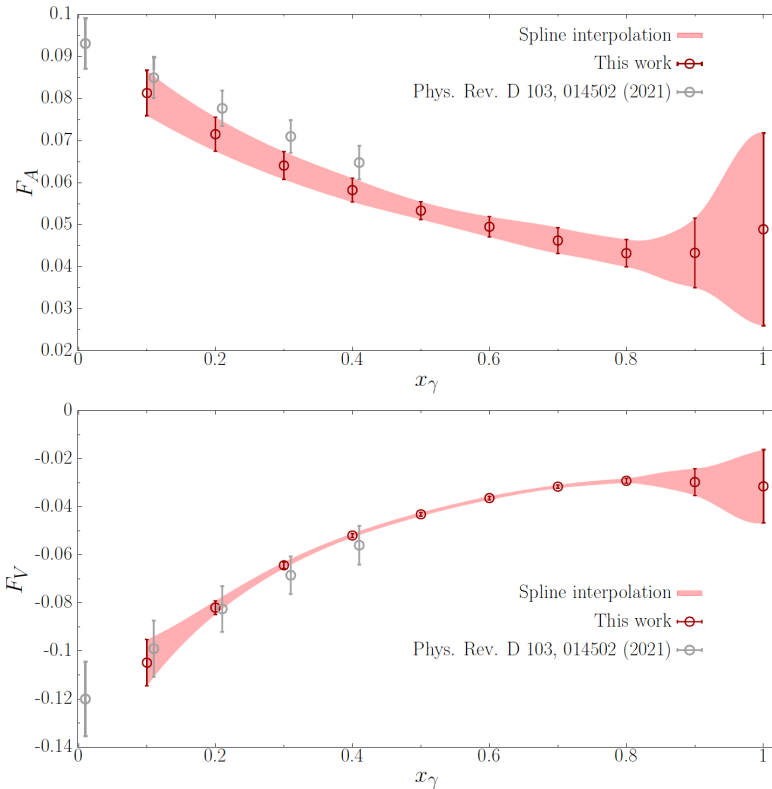 0.1
0.09
0.08
0.07
0.06
0.05
0.04
0.03
0.02
F_A
Spline interpolation
This work
Phys. Rev. D 103, 014502 (2021)
0 0.2 0.4 0.6 0.8 1
x_γ
0
-0.02
-0.04
-0.06
-0.08
-0.1
-0.12
-0.14
F_V
Spline interpolation
This work
Phys. Rev. D 103, 014502 (2021)
0 0.2 0.4 0.6 0.8 1
x_γ